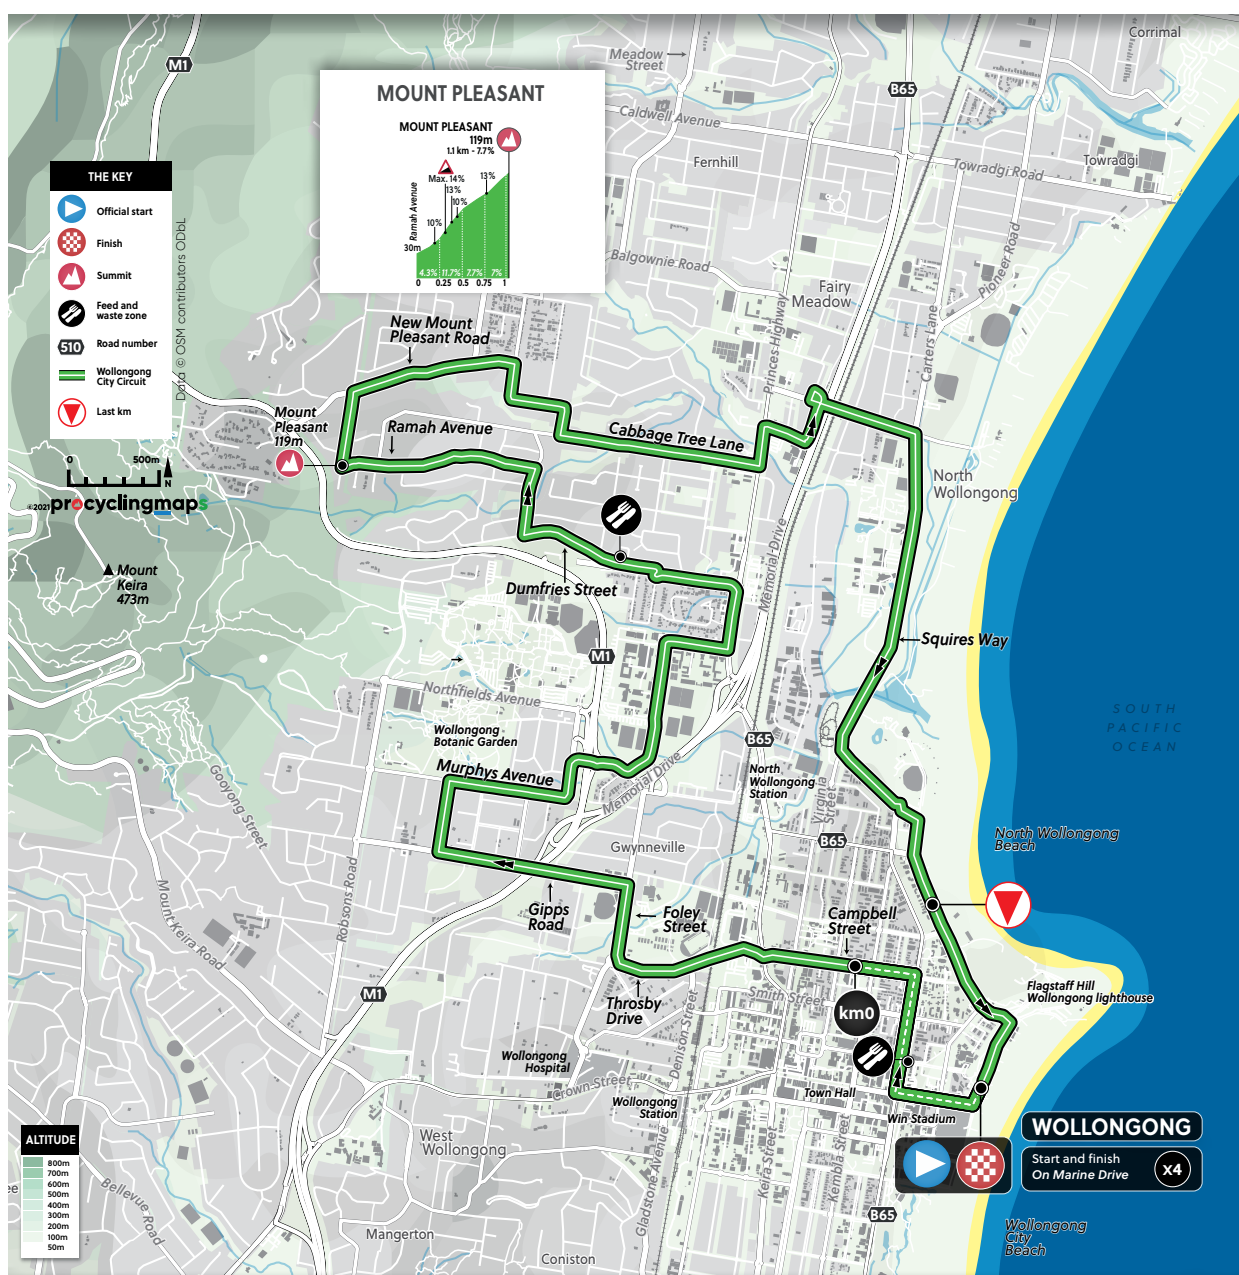 Corrimal
M1
Meadow
Street
B65
MOUNT PLEASANT
MOUNT PLEASANT
119m
1.1 km - 7.7%
Max. 14%
13%
13%
10%
10%
Ramah Avenue
30m
4.3%
11.7%
7.7%
7%
0
0.25
0.5
0.75
1
Caldwell Avenue
Fernhill
Towradgi
Towradgi Road
Balgownie Road
Pioneer Road
Fairy
Meadow
Princes Highway
Carters Lane
THE KEY
Official start
Finish
Summit
Feed and
waste zone
510
Road number
Wollongong
City Circuit
Last km
Data © OSM contributors ODbL
0
500m
N
©2021 procyclingmaps
New Mount
Pleasant Road
Mount
Pleasant
119m
Ramah Avenue
Cabbage Tree Lane
North
Wollongong
Mount
Keira
473m
Memorial Drive
Dumfries Street
Squires Way
M1
Northfields Avenue
SOUTH
PACIFIC
OCEAN
Wollongong
Botanic Garden
B65
Murphys Avenue
Memorial Drive
North
Wollongong
Station
Virginia
Street
Gooyong Street
B65
North Wollongong
Beach
Gwynneville
Robsons Road
Mount Keira Road
Gipps
Road
Foley
Street
Campbell
Street
Flagstaff Hill
Wollongong lighthouse
M1
Throsby
Drive
Smith Street
km0
Denison Street
Wollongong
Hospital
Crown Street
Wollongong
Station
Town Hall
Win Stadium
WOLLONGONG
Start and finish
On Marine Drive
x4
ALTITUDE
800m
700m
600m
500m
400m
300m
200m
100m
50m
West
Wollongong
Bellevue Road
Gladstone Avenue
Keira Street
Kembla Street
B65
Mangerton
Coniston
Wollongong
City
Beach